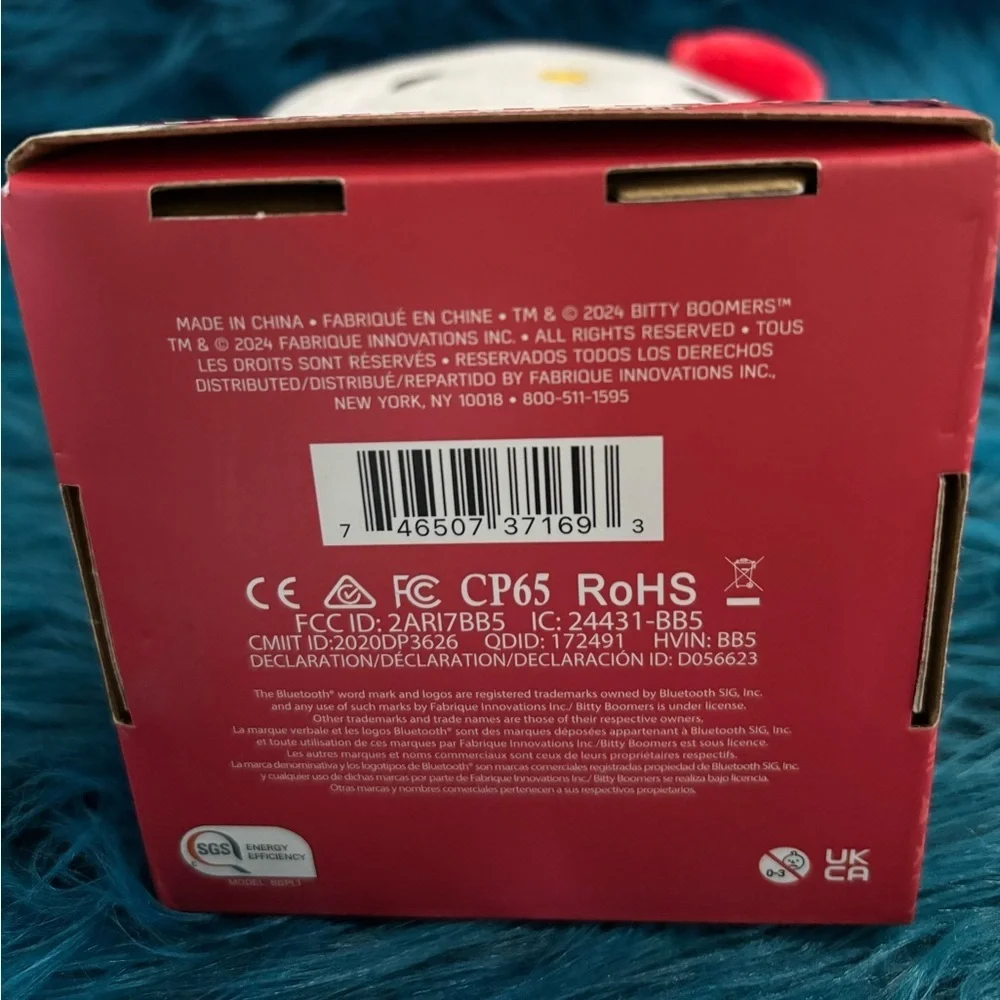 MADE IN CHINA • FABRIQUÉ EN CHINE • TM & © 2024 BITTY BOOMERS™
TM & © 2024 FABRIQUE INNOVATIONS INC. • ALL RIGHTS RESERVED • TOUS
LES DROITS SONT RÉSERVÉS • RESERVADOS TODOS LOS DERECHOS
DISTRIBUTED/DISTRIBUÉ/REPARTIDO BY FABRIQUE INNOVATIONS INC.,
NEW YORK, NY 10018 • 800-511-1595
7 46507 37169 3
CE FC CP65 RoHS
FCC ID: 2ARI7BB5 IC: 24431-BB5
CMIIT ID:2020DP3626 QDID: 172491 HVIN: BB5
DECLARATION/DÉCLARATION/DECLARACIÓN ID: D056623
The Bluetooth® word mark and logos are registered trademarks owned by Bluetooth SIG, Inc.
and any use of such marks by Fabrique Innovations Inc./ Bitty Boomers is under license.
Other trademarks and trade names are those of their respective owners.
La marque verbale et les logos Bluetooth® sont des marques déposées appartenant à Bluetooth SIG, Inc.
et toute utilisation de ces marques par Fabrique Innovations Inc./Bitty Boomers est sous licence.
Les autres marques et noms commerciaux sont ceux de leurs propriétaires respectifs.
La marca denominativa y los logotipos de Bluetooth® son marcas comerciales registradas propiedad de Bluetooth SIG, Inc.
y cualquier uso de dichas marcas por parte de Fabrique Innovations Inc./ Bitty Boomers se realiza bajo licencia.
Otras marcas y nombres comerciales pertenecen a sus respectivos propietarios.
SGS ENERGY
EFFICIENCY
C
MODEL:
0-3
UK
CA